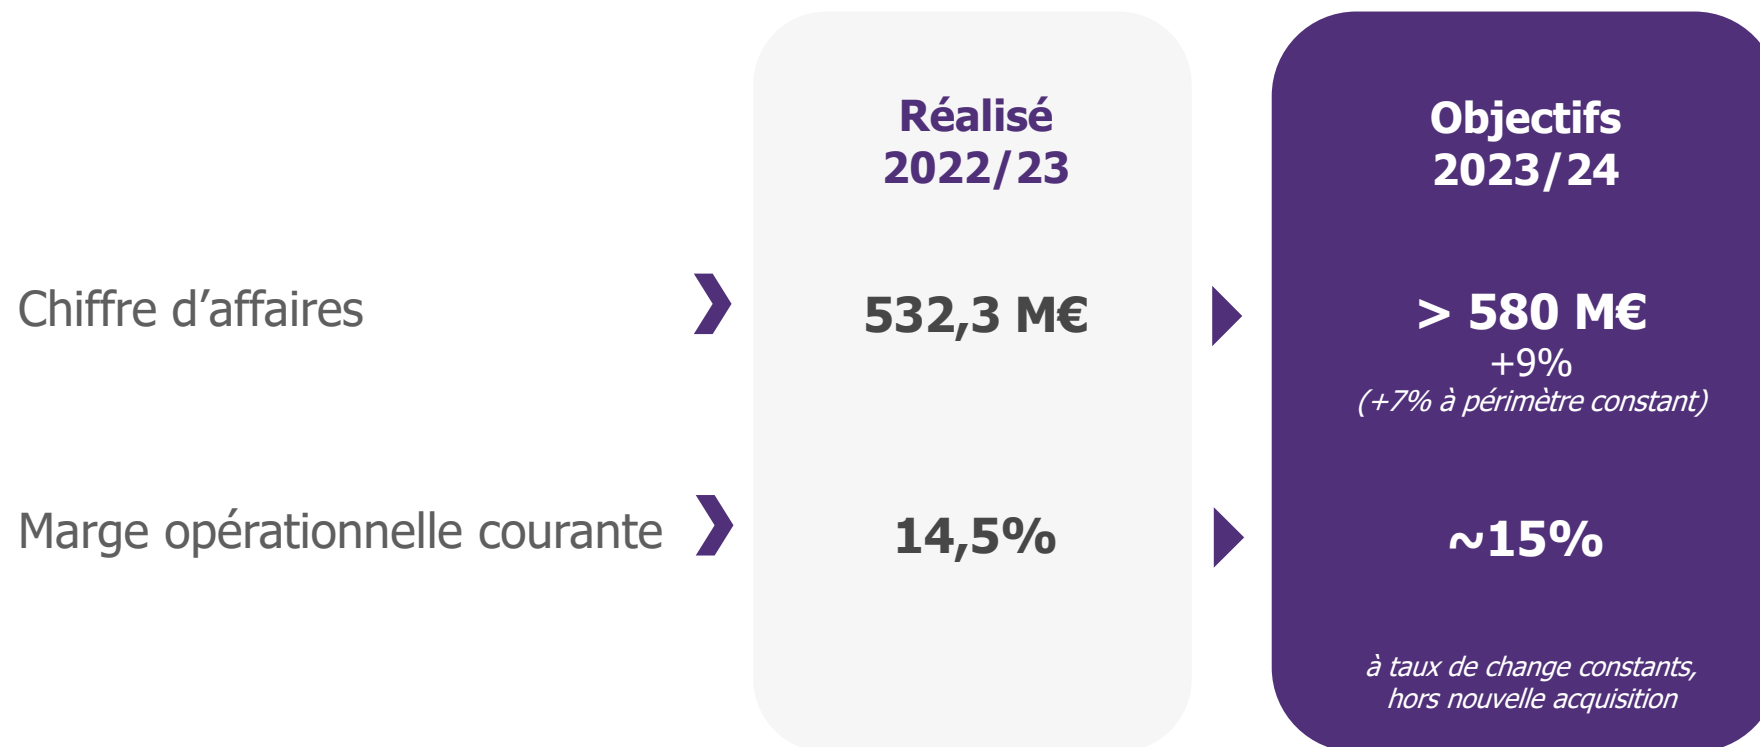 Réalisé
2022/23
Objectifs
2023/24
Chiffre d’affaires
532,3 M€
> 580 M€
+9%
(+7% à périmètre constant)
Marge opérationnelle courante
14,5%
~15%
à taux de change constants,
hors nouvelle acquisition